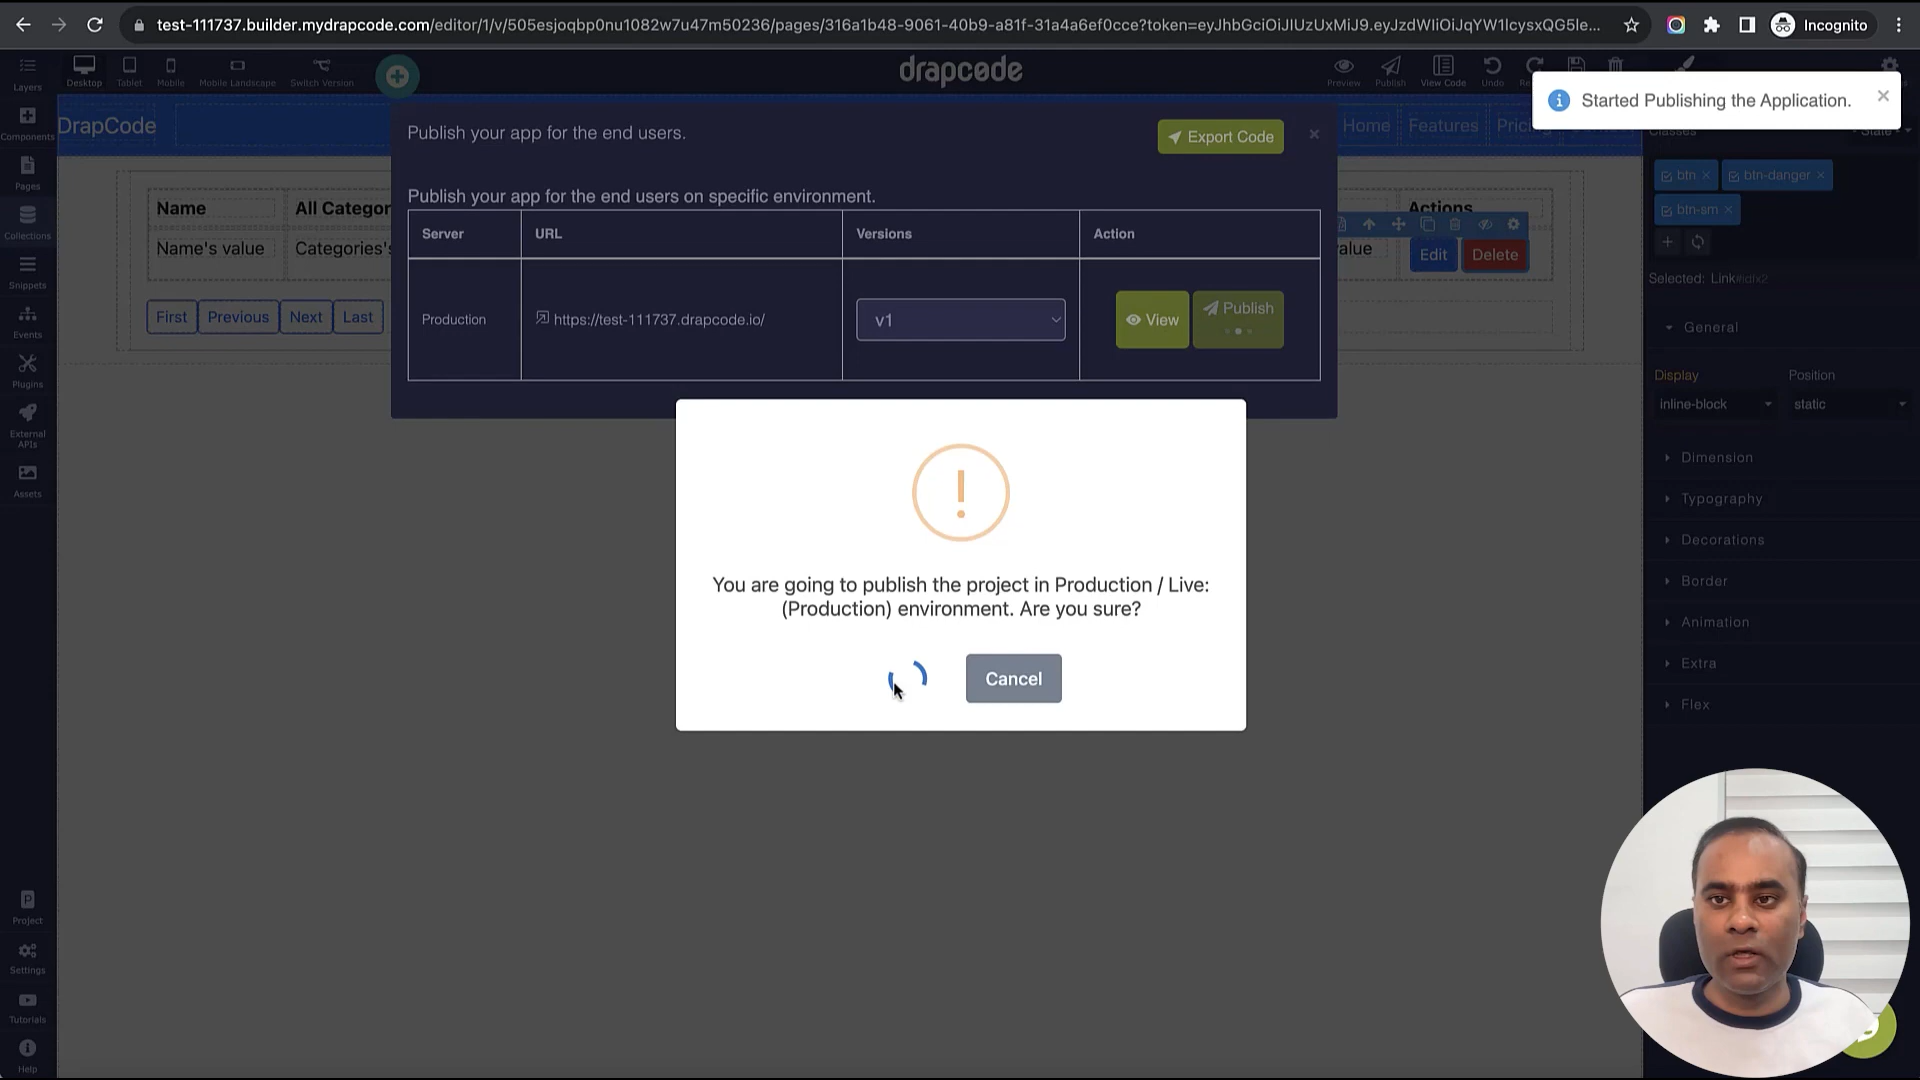 test-111737.builder.mydrapcode.com/editor/1/v/505esjoqbp0nu1082w7u47m50236/pages/316a1b48-9061-40b9-a81f-31a4a6ef0cce?token=eyJhbGciOiJIUzUxMiJ9.eyJzdWIiOiJqYW1lcysxQG5le...
Incognito
Layers
Desktop
Tablet
Mobile
Mobile Landscape
Switch Version
drapcode
Preview
Publish
View Code
Undo
Started Publishing the Application.
Components
DrapCode
Publish your app for the end users.
Export Code
Home
Features
Classes
State
Pages
btn
btn-danger
btn-sm
Publish your app for the end users on specific environment.
Name
All Categor
Actions
Server
URL
Versions
Action
Collections
Name's value
Categories's
alue
Edit
Delete
Selected: Link
Snippets
First
Previous
Next
Last
Production
https://test-111737.drapcode.io/
v1
View
Publish
General
Events
Display
Position
inline-block
static
Plugins
External
APIs
Dimension
Assets
Typography
Decorations
You are going to publish the project in Production / Live:
(Production) environment. Are you sure?
Border
Animation
Cancel
Extra
Flex
Project
Settings
Tutorials
Help